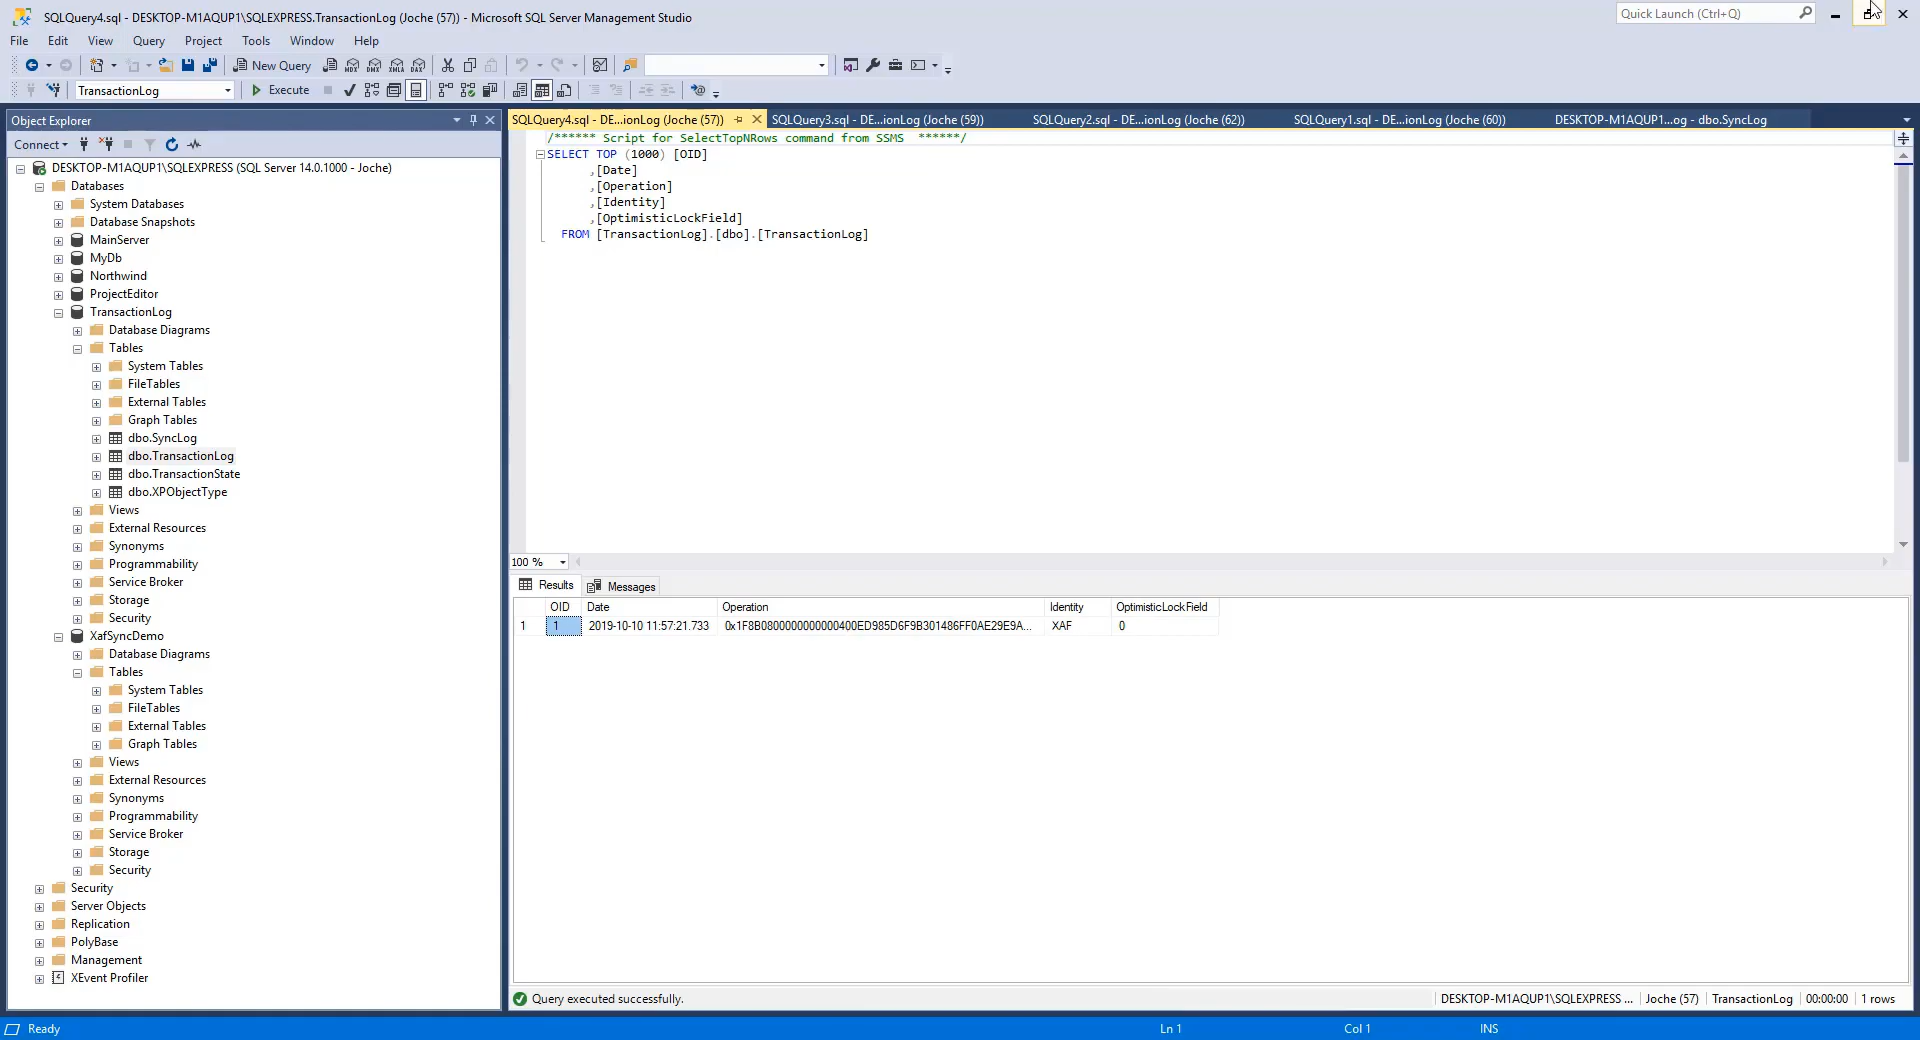 SQLQuery4.sql - DESKTOP-M1AQUP1\SQLEXPRESS.TransactionLog (Joche (57)) - Microsoft SQL Server Management Studio
Quick Launch (Ctrl+Q)
File Edit View Query Project Tools Window Help
New Query
MDX DMX XMLA DAX
TransactionLog Execute
Object Explorer
SQLQuery4.sql - DE...ionLog (Joche (57)) SQLQuery3.sql - DE...ionLog (Joche (59)) SQLQuery2.sql - DE...ionLog (Joche (62)) SQLQuery1.sql - DE...ionLog (Joche (60)) DESKTOP-M1AQUP1...og - dbo.SyncLog
Connect
DESKTOP-M1AQUP1\SQLEXPRESS (SQL Server 14.0.1000 - Joche)
Databases
System Databases
Database Snapshots
MainServer
MyDb
Northwind
ProjectEditor
TransactionLog
Database Diagrams
Tables
System Tables
FileTables
External Tables
Graph Tables
dbo.SyncLog
dbo.TransactionLog
dbo.TransactionState
dbo.XPObjectType
Views
External Resources
Synonyms
Programmability
Service Broker
Storage
Security
XafSyncDemo
Database Diagrams
Tables
System Tables
FileTables
External Tables
Graph Tables
Views
External Resources
Synonyms
Programmability
Service Broker
Storage
Security
Security
Server Objects
Replication
PolyBase
Management
XEvent Profiler
/****** Script for SelectTopNRows command from SSMS  ******/
SELECT TOP (1000) [OID]
,[Date]
,[Operation]
,[Identity]
,[OptimisticLockField]
FROM [TransactionLog].[dbo].[TransactionLog]
100 %
Results Messages
OID Date Operation Identity OptimisticLockField
1 1 2019-10-10 11:57:21.733 0x1F8B0800000000000400ED985D6F9B301486FF0AE29E9A... XAF 0
Query executed successfully.
DESKTOP-M1AQUP1\SQLEXPRESS ... Joche (57) TransactionLog 00:00:00 1 rows
Ready Ln 1 Col 1 INS